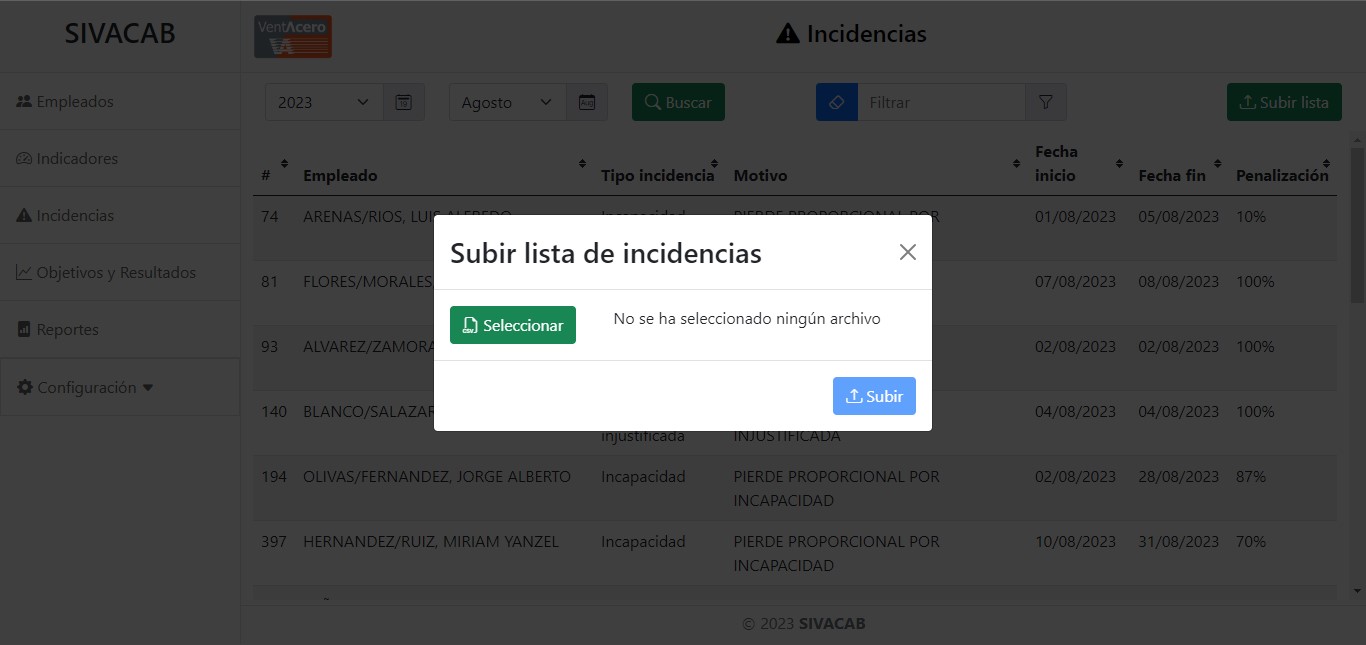 SIVACAB
VentAcero
VA
Incidencias
Empleados
Indicadores
Incidencias
Objetivos y Resultados
Reportes
Configuración
2023
Agosto
Aug
Buscar
Filtrar
Subir lista
# Empleado Tipo incidencia Motivo Fecha inicio Fecha fin Penalización
74 ARENAS/RIOS, LUIS ALFREDO Incapacidad PIERDE PROPORCIONAL POR 01/08/2023 05/08/2023 10%
81 FLORES/MORALES 07/08/2023 08/08/2023 100%
93 ALVAREZ/ZAMORA 02/08/2023 02/08/2023 100%
140 BLANCO/SALAZAR 04/08/2023 04/08/2023 100%
injustificada INJUSTIFICADA
194 OLIVAS/FERNANDEZ, JORGE ALBERTO Incapacidad PIERDE PROPORCIONAL POR 02/08/2023 28/08/2023 87%
INCAPACIDAD
397 HERNANDEZ/RUIZ, MIRIAM YANZEL Incapacidad PIERDE PROPORCIONAL POR 10/08/2023 31/08/2023 70%
INCAPACIDAD
Subir lista de incidencias
CSV Seleccionar
No se ha seleccionado ningún archivo
Subir
© 2023 SIVACAB